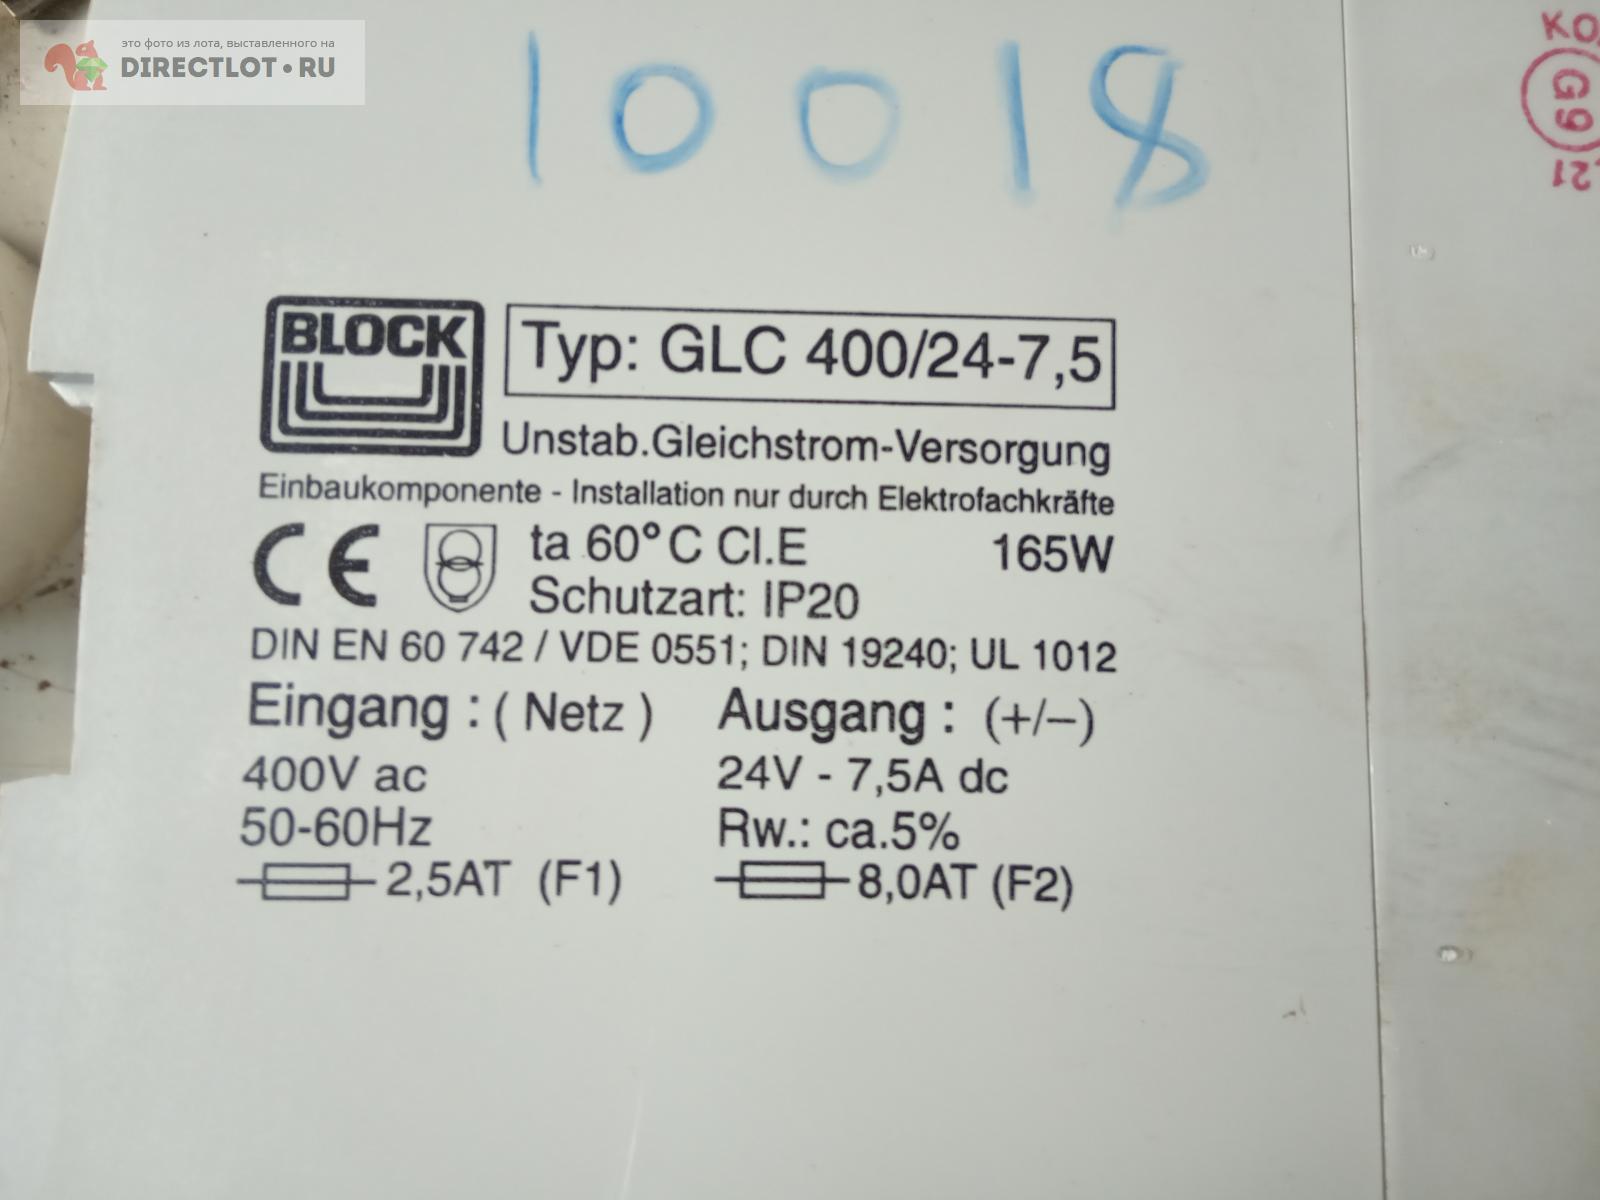 это фото из лота, выставленного на
DIRECTLOT•RU
10018
G9
21
BLOCK
Typ: GLC 400/24-7,5
Unstab.Gleichstrom-Versorgung
Einbaukomponente - Installation nur durch Elektrofachkräfte
CE ta 60°C Cl.E 165W
Schutzart: IP20
DIN EN 60 742 / VDE 0551; DIN 19240; UL 1012
Eingang : ( Netz ) Ausgang : (+/–)
400V ac 24V - 7,5A dc
50-60Hz Rw.: ca.5%
2,5AT (F1) 8,0AT (F2)